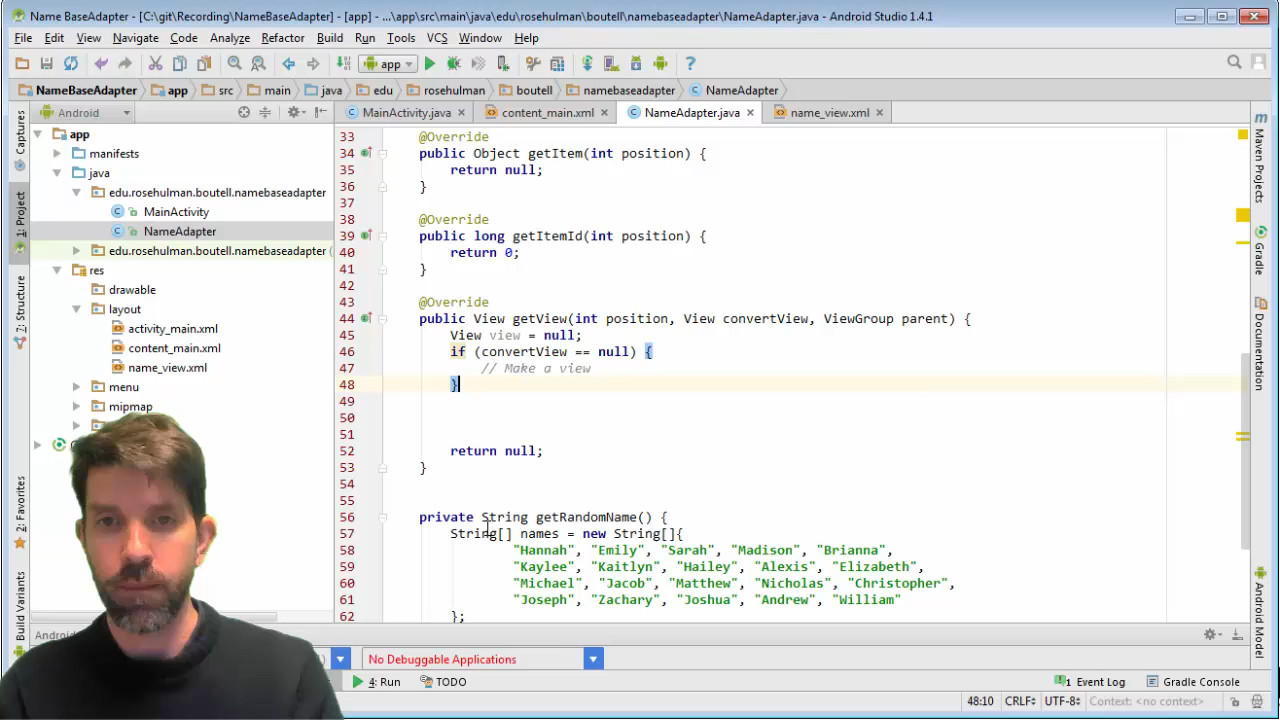 NameBaseAdapter - [C:\git\Recording\NameBaseAdapter] - [app] - ...\app\src\main\java\edu\rosehulman\boutell\namebaseadapter\NameAdapter.java - Android Studio 1.4.1
File Edit View Navigate Code Analyze Refactor Build Run Tools VCS Window Help
app
NameBaseAdapter app src main java edu rosehulman boutell namebaseadapter NameAdapter
Android
MainActivity.java content_main.xml NameAdapter.java name_view.xml
Captures
1: Project
7: Structure
2: Favorites
Build Variants
app
manifests
java
edu.rosehulman.boutell.namebaseadapter
MainActivity
NameAdapter
edu.rosehulman.boutell.namebaseadapter (
res
drawable
layout
activity_main.xml
content_main.xml
name_view.xml
menu
mipmap
33 @Override
34 public Object getItem(int position) {
35 return null;
36 }
37
38 @Override
39 public long getItemId(int position) {
40 return 0;
41 }
42
43 @Override
44 public View getView(int position, View convertView, ViewGroup parent) {
45 View view = null;
46 if (convertView == null) {
47 // Make a view
48 }
49
50
51
52 return null;
53 }
54
55
56 private String getRandomName() {
57 String[] names = new String[]{
58 "Hannah", "Emily", "Sarah", "Madison", "Brianna",
59 "Kaylee", "Kaitlyn", "Hailey", "Alexis", "Elizabeth",
60 "Michael", "Jacob", "Matthew", "Nicholas", "Christopher",
61 "Joseph", "Zachary", "Joshua", "Andrew", "William"
62 };
Maven Projects
Gradle
Documents
Android Model
No Debuggable Applications
4: Run TODO
1 Event Log Gradle Console
48:10 CRLF÷ UTF-8÷ Context: <no context>